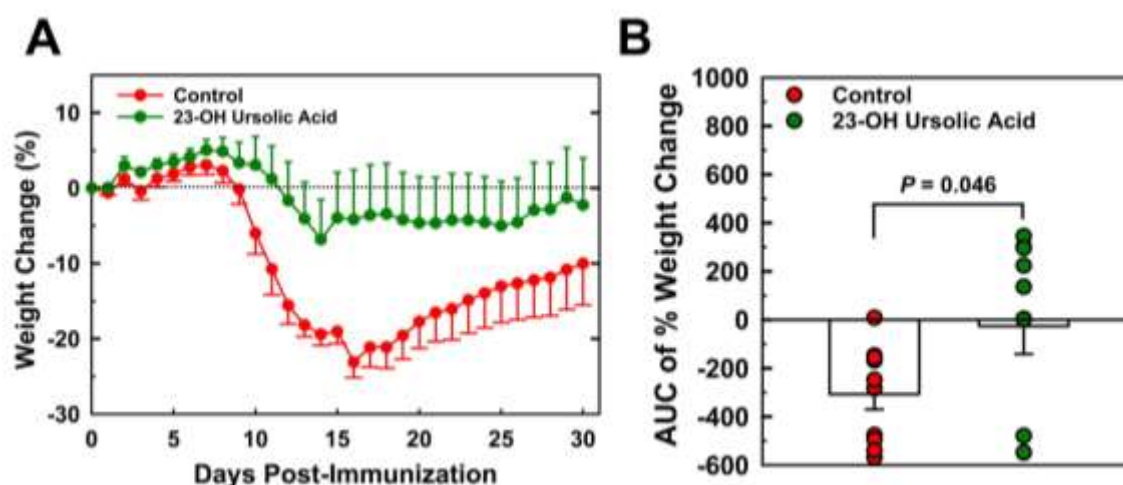 A
Control
23-OH Ursolic Acid
Weight Change (%)
10
0
-10
-20
-30
0
5
10
15
20
25
30
Days Post-Immunization
B
Control
23-OH Ursolic Acid
P = 0.046
AUC of % Weight Change
1000
800
600
400
200
0
-200
-400
-600